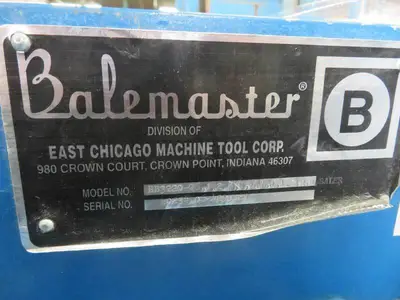 Balemaster®
B
DIVISION OF
EAST CHICAGO MACHINE TOOL CORP.
980 CROWN COURT, CROWN POINT, INDIANA 46307
MODEL NO.
SERIAL NO.